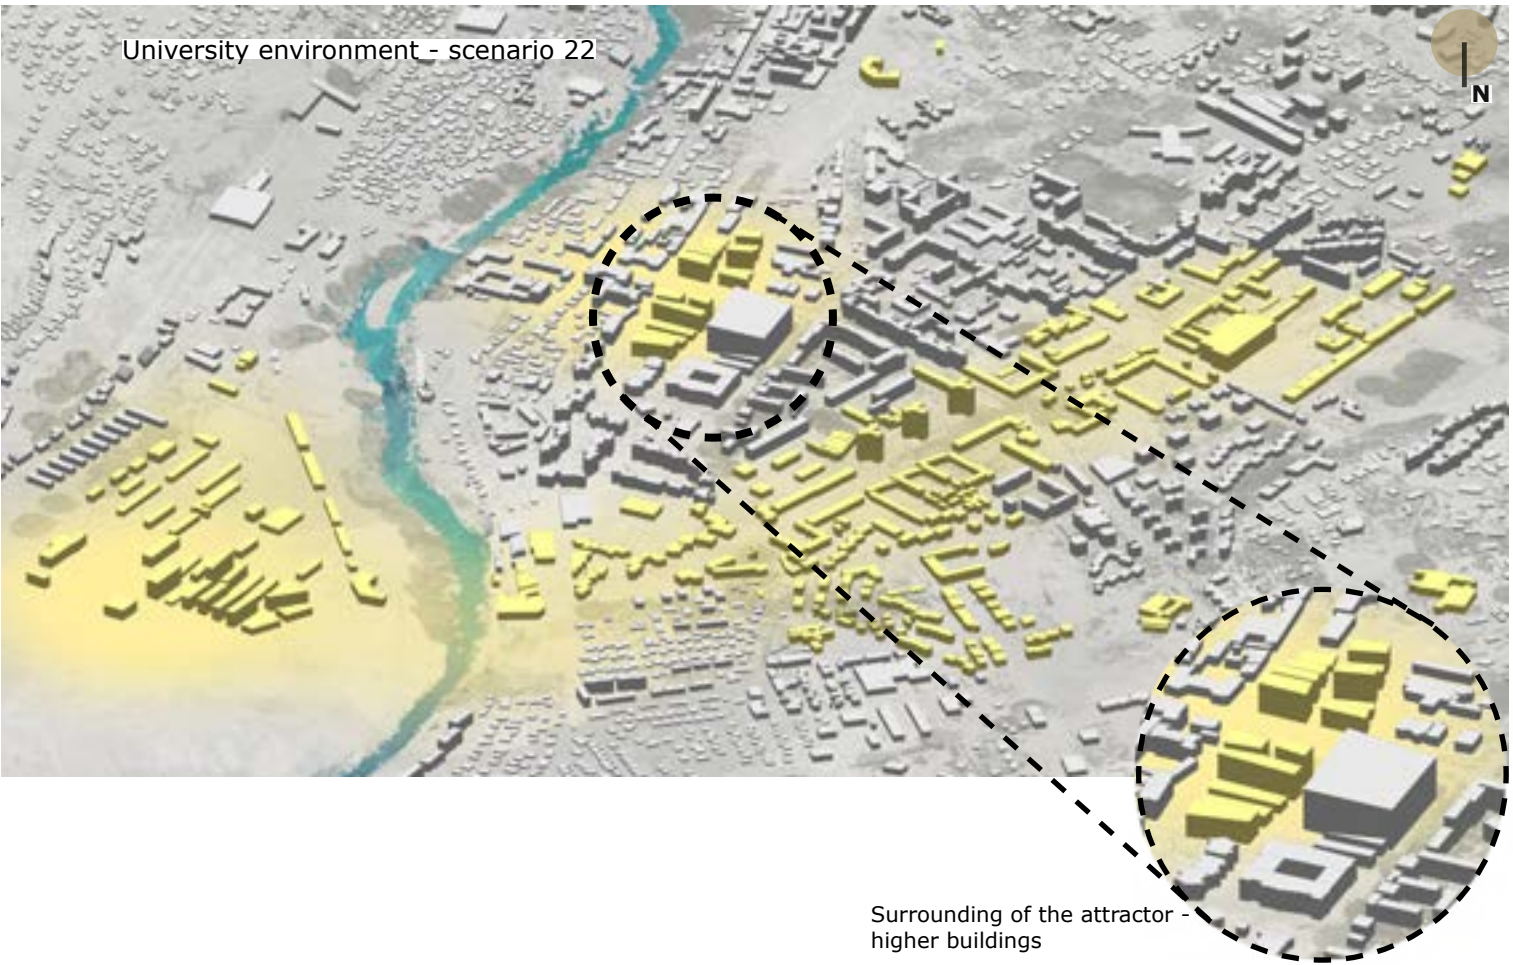 University environment - scenario 22
N
Surrounding of the attractor -
higher buildings